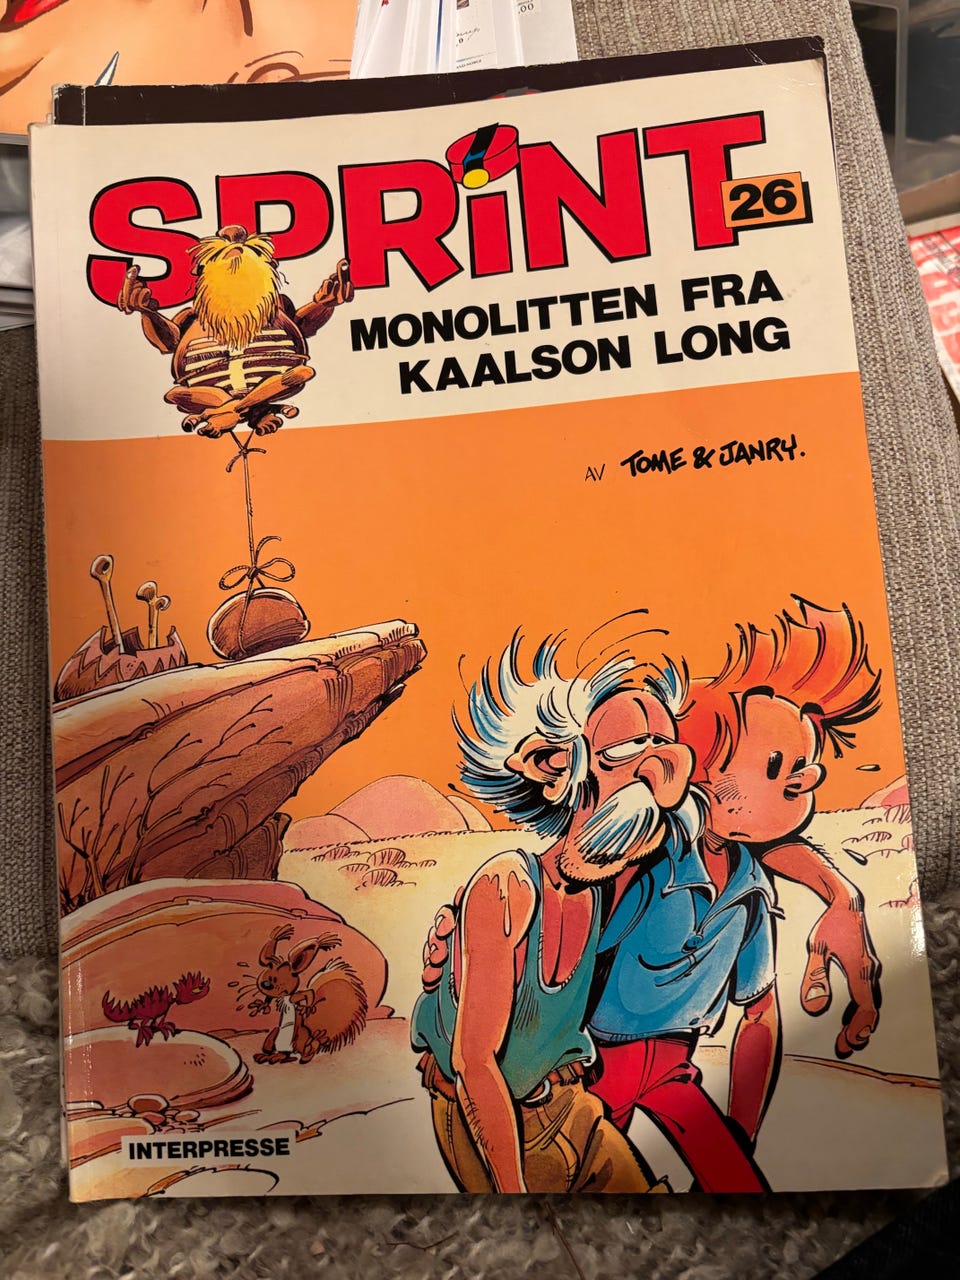 SPRiNT
26
MONOLITTEN FRA
KAALSON LONG
AV TOME & JANRY.
INTERPRESSE